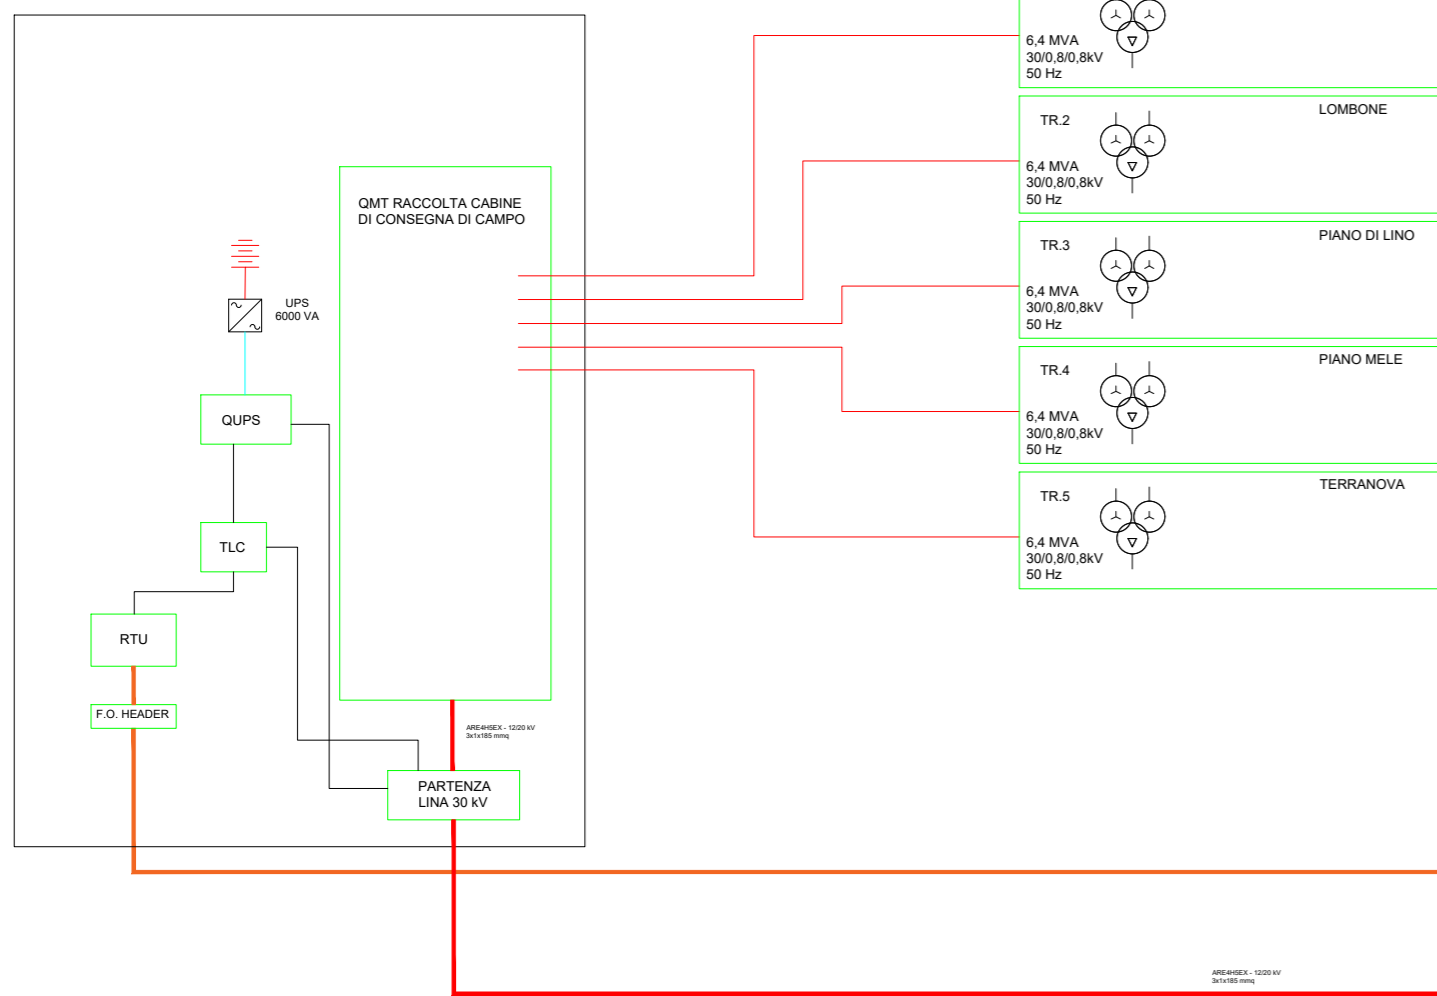 6,4 MVA
30/0,8/0,8kV
50 Hz
TR.2
LOMBONE
6,4 MVA
30/0,8/0,8kV
50 Hz
TR.3
PIANO DI LINO
6,4 MVA
30/0,8/0,8kV
50 Hz
TR.4
PIANO MELE
6,4 MVA
30/0,8/0,8kV
50 Hz
TR.5
TERRANOVA
6,4 MVA
30/0,8/0,8kV
50 Hz
QMT RACCOLTA CABINE
DI CONSEGNA DI CAMPO
UPS
6000 VA
QUPS
TLC
RTU
F.O. HEADER
ARE4H5EX - 12/20 kV
3x1x185 mmq
PARTENZA
LINA 30 kV
ARE4H5EX - 12/20 kV
3x1x185 mmq